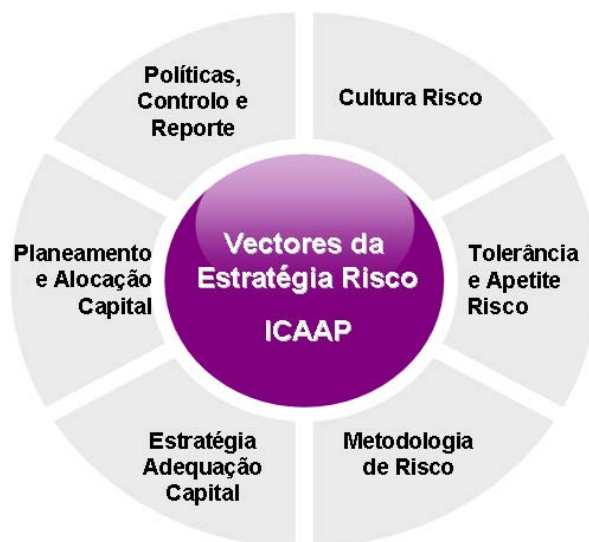 Políticas,
Controlo e
Reporte
Cultura Risco
Planeamento
e Alocação
Capital
Vectores da
Estratégia Risco
ICAAP
Tolerância
e Apetite
Risco
Estratégia
Adequação
Capital
Metodologia
de Risco